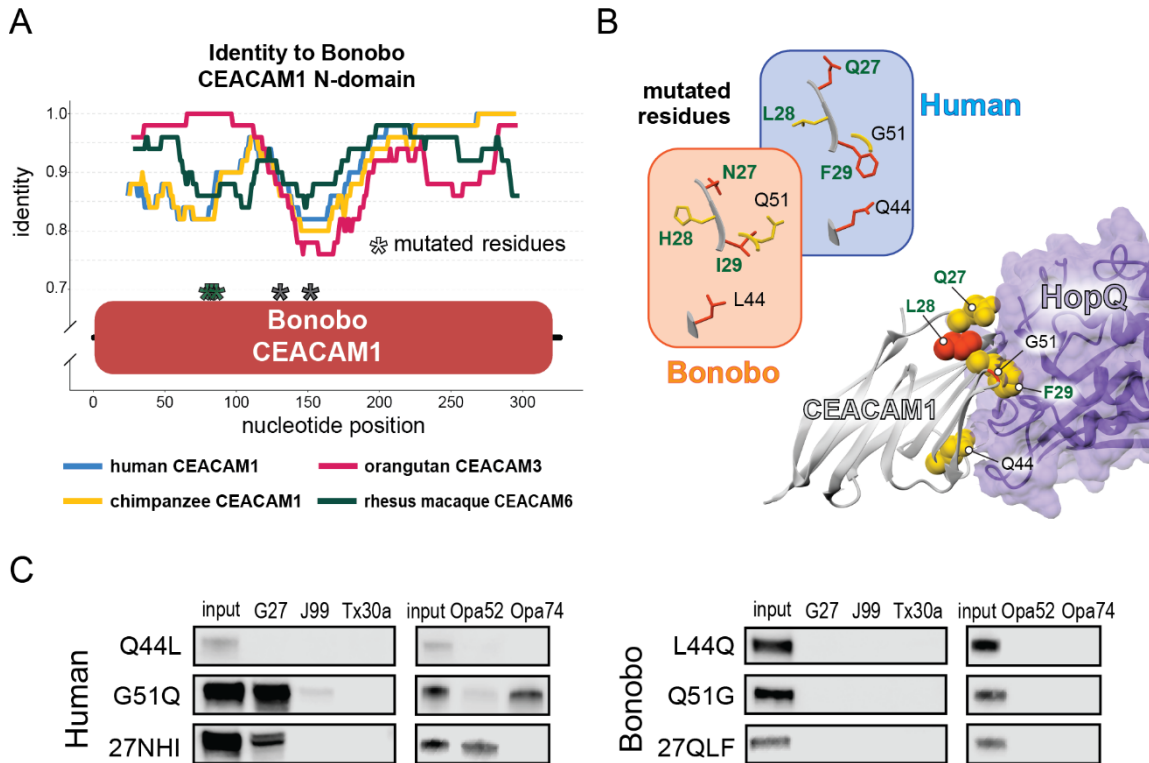 A
Identity to Bonobo
CEACAM1 N-domain
1.0
0.9
0.8
0.7
identity
* mutated residues
Bonobo
CEACAM1
0 50 100 150 200 250 300
nucleotide position
human CEACAM1
orangutan CEACAM3
chimpanzee CEACAM1
rhesus macaque CEACAM6
B
mutated
residues
Human
Q27
L28
G51
F29
Q44
N27
Q51
H28
I29
L44
Bonobo
Q27
L28
HopQ
G51
CEACAM1
F29
Q44
C
Human
input G27 J99 Tx30a input Opa52 Opa74
Q44L
G51Q
27NHI
Bonobo
input G27 J99 Tx30a input Opa52 Opa74
L44Q
Q51G
27QLF